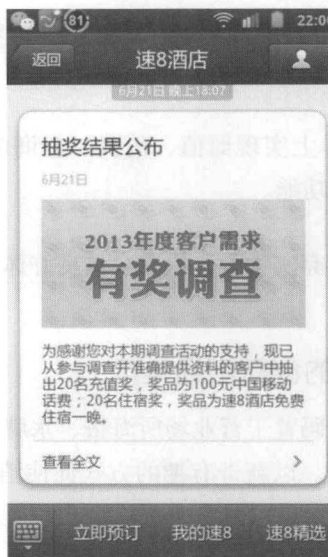 81
22:00
返回
速8酒店
6月21日 晚上18:07
抽奖结果公布
6月21日
2013年度客户需求
有奖调查
为感谢您对本期调查活动的支持，现已
从参与调查并准确提供资料的客户中抽
出20名充值奖，奖品为100元中国移动
话费；20名住宿奖，奖品为速8酒店免费
住宿一晚。
查看全文
立即预订
我的速8
速8精选